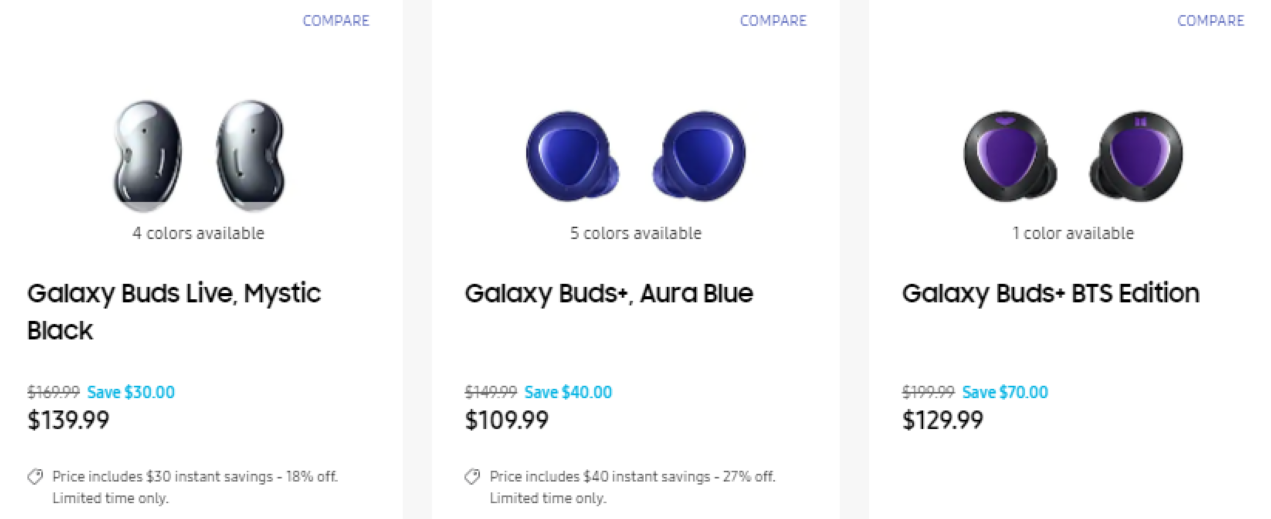 COMPARE
4 colors available
Galaxy Buds Live, Mystic
Black
$169.99 Save $30.00
$139.99
Price includes $30 instant savings - 18% off.
Limited time only.
COMPARE
5 colors available
Galaxy Buds+, Aura Blue
$149.99 Save $40.00
$109.99
Price includes $40 instant savings - 27% off.
Limited time only.
COMPARE
1 color available
Galaxy Buds+ BTS Edition
$199.99 Save $70.00
$129.99